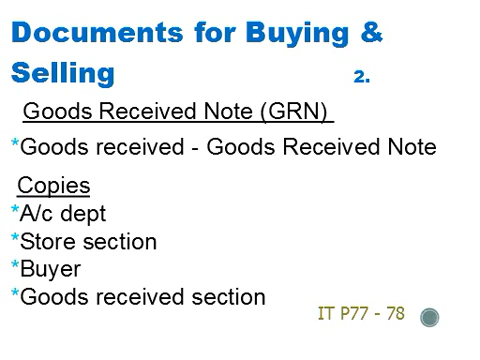 Documents for Buying &
Selling 2.
Goods Received Note (GRN)
*Goods received - Goods Received Note
Copies
*A/c dept
*Store section
*Buyer
*Goods received section
IT P77 - 78